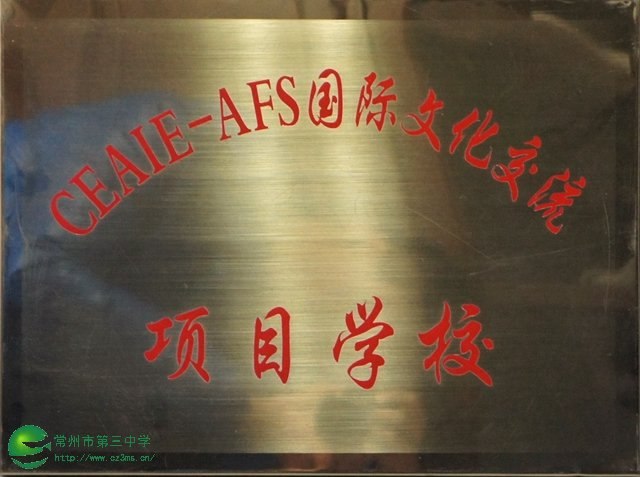 CEAIE-AFS国际文化交流
项目学校
常州市第三中学
http://www.cz3ms.cn/